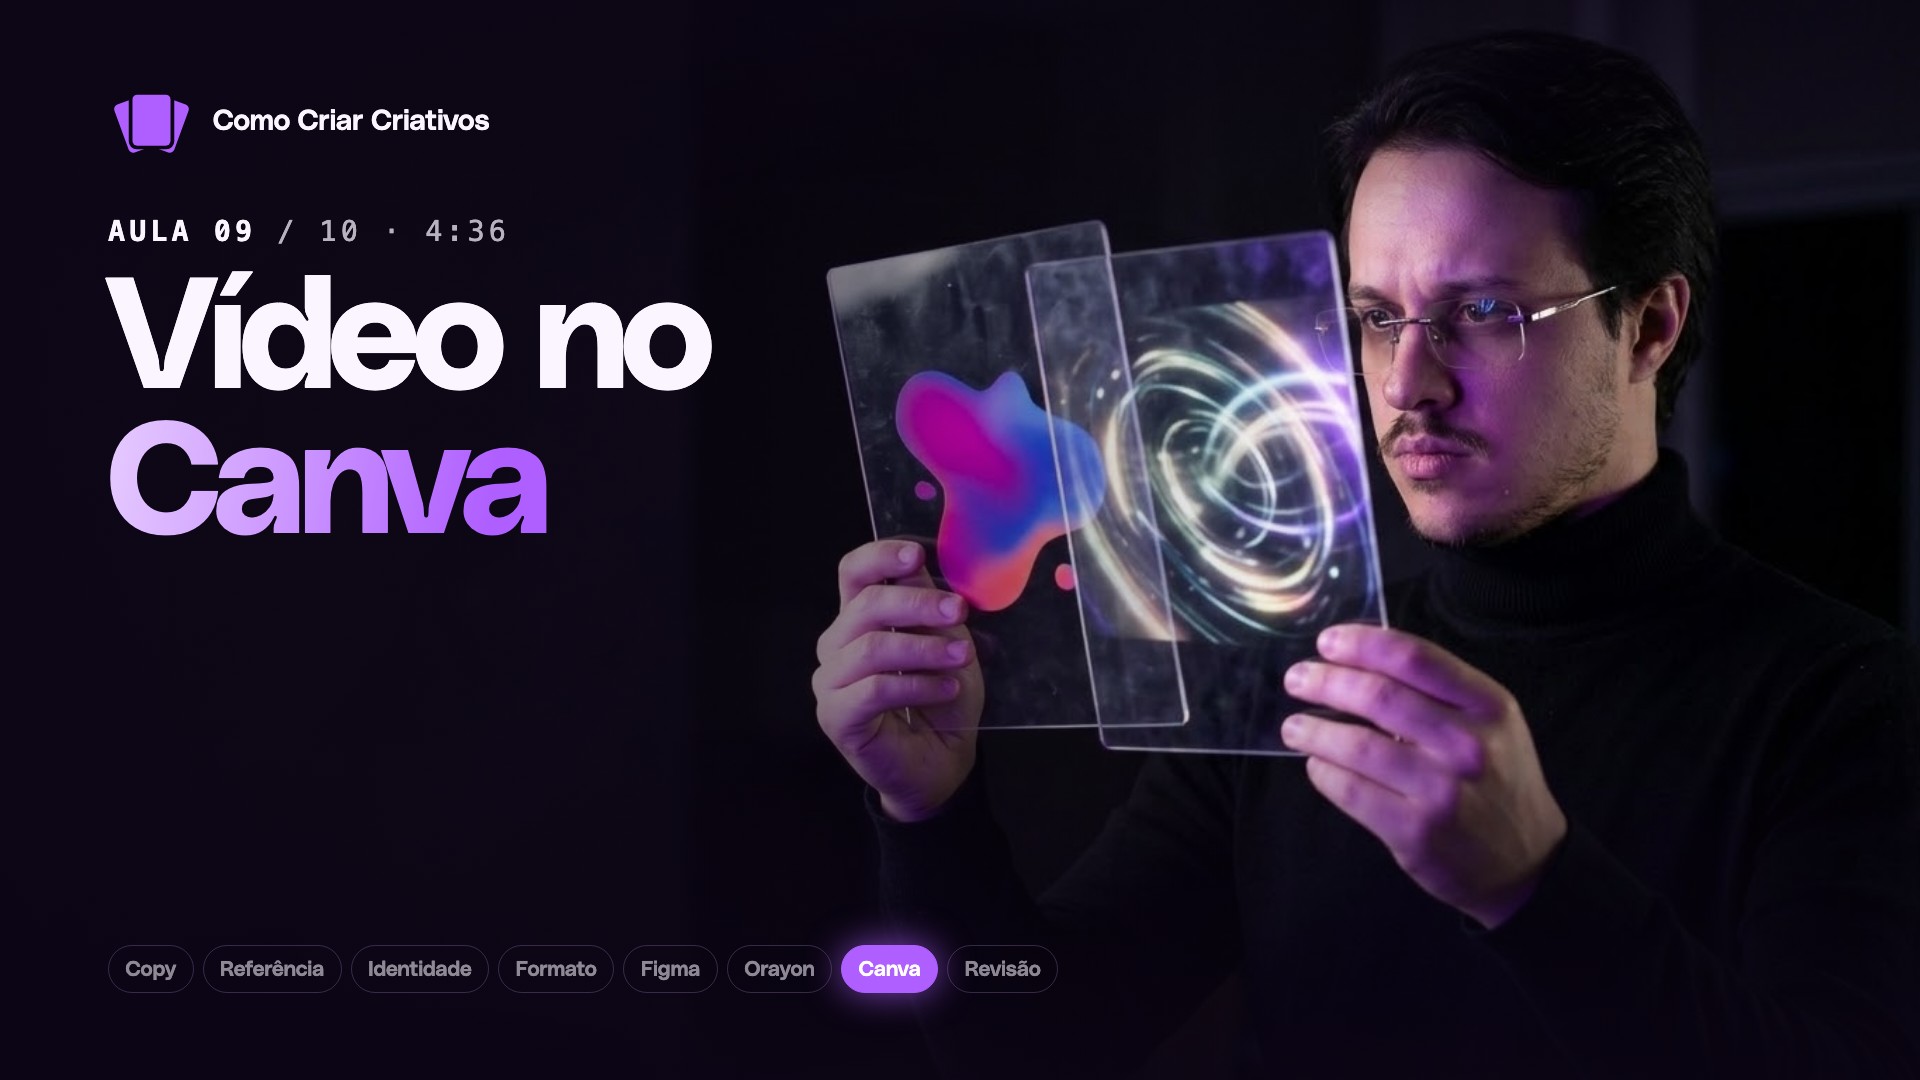 Como Criar Criativos
AULA 09 / 10 · 4:36
Vídeo no
Canva
Copy Referência Identidade Formato Figma Orayon Canva Revisão